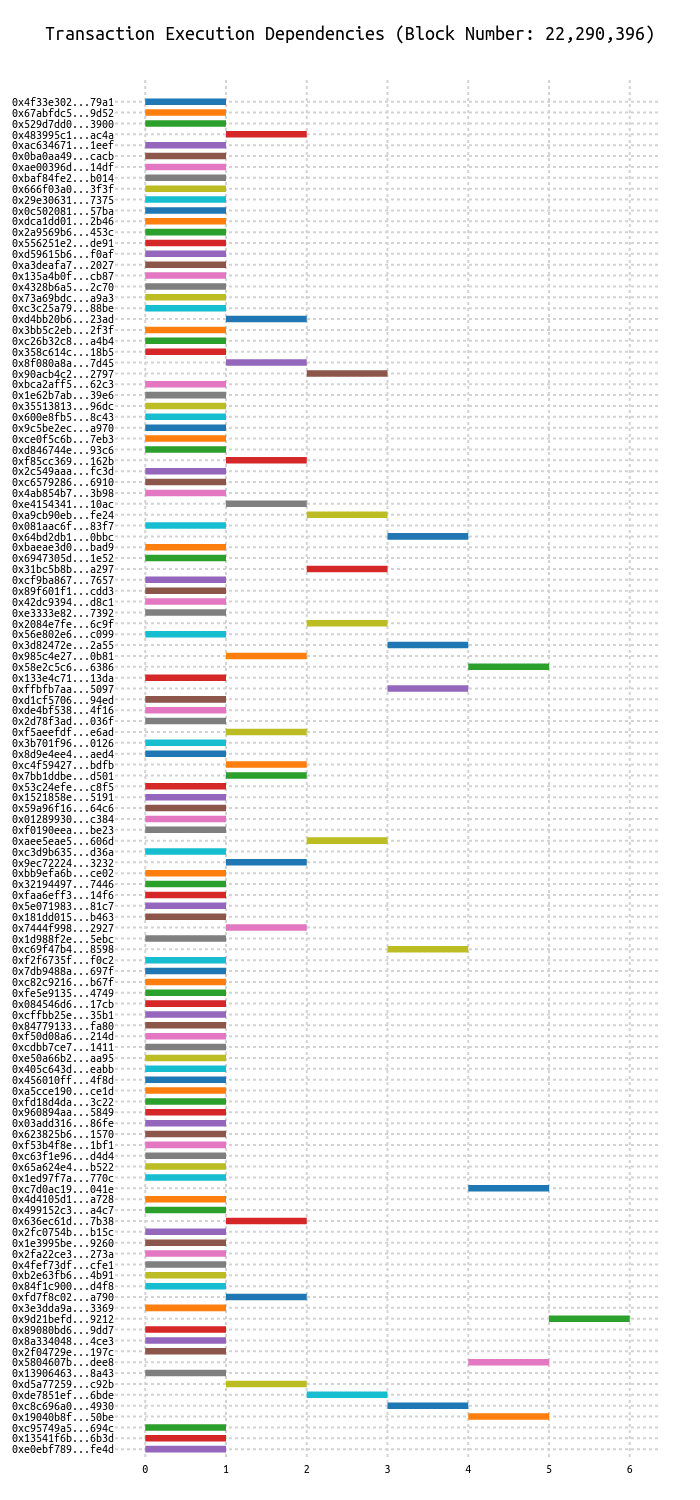 Transaction Execution Dependencies (Block Number: 22,290,396)
0x4f33e302...79a1
0x67abfdc5...9d52
0x529d7dd0...3900
0x483995c1...ac4a
0xac634671...1eef
0x0ba0aa49...cacb
0xae00396d...14df
0xbaf84fe2...b014
0x666f03a0...3f3f
0x29e30631...7375
0x0c502081...57ba
0xdca1dd01...2b46
0x2a9569b6...453c
0x556251e2...de91
0xd59615b6...f0af
0xa3deafa7...2027
0x135a4b0f...cb87
0x4328b6a5...2c70
0x73a69bdc...a9a3
0xc3c25a79...88be
0xd4bb20b6...23ad
0x3bb5c2eb...2f3f
0xc26b32c8...a4b4
0x358c614c...18b5
0x8f080a8a...7d45
0x90acb4c2...2797
0xbca2aff5...62c3
0x1e62b7ab...39e6
0x35513813...96dc
0x600e8fb5...8c43
0x9c5be2ec...a970
0xce0f5c6b...7eb3
0xd846744e...93c6
0xf85cc369...162b
0x2c549aaa...fc3d
0xc6579286...6910
0x4ab854b7...3b98
0xe4154341...10ac
0xa9cb90eb...fe24
0x081aac6f...83f7
0x64bd2db1...0bbc
0xbaeae3d0...bad9
0x6947305d...1e52
0x31bc5b8b...a297
0xcf9ba867...7657
0x89f601f1...cdd3
0x42dc9394...d8c1
0xe3333e82...7392
0x2084e7fe...6c9f
0x56e802e6...c099
0x3d82472e...2a55
0x985c4e27...0b81
0x58e2c5c6...6386
0x133e4c71...13da
0xffbfb7aa...5097
0xd1cf5706...94ed
0xde4bf538...4f16
0x2d78f3ad...036f
0xf5aeefdf...e6ad
0x3b701f96...0126
0x8d9e4ee4...aed4
0xc4f59427...bdfb
0x7bb1ddbe...d501
0x53c24efe...c8f5
0x1521858e...5191
0x59a96f16...64c6
0x01289930...c384
0xf0190eea...be23
0xaee5eae5...606d
0xc3d9b635...d36a
0x9ec72224...3232
0xbb9efa6b...ce02
0x32194497...7446
0xfaa6eff3...14f6
0x5e071983...81c7
0x181dd015...b463
0x7444f998...2927
0x1d988f2e...5ebc
0xc69f47b4...8598
0xf2f6735f...f0c2
0x7db9488a...697f
0xc82c9216...b67f
0xfe5e9135...4749
0x084546d6...17cb
0xcffbb25e...35b1
0x84779133...fa80
0xf50d08a6...214d
0xcdbb7ce7...1411
0xe50a66b2...aa95
0x405c643d...eabb
0x456010ff...4f8d
0xa5cce190...ce1d
0xfd18d4da...3c22
0x960894aa...5849
0x03add316...86fe
0x623825b6...1570
0xf53b4f8e...1bf1
0xc63f1e96...d4d4
0x65a624e4...b522
0x1ed97f7a...770c
0xc7d0ac19...041e
0x4d4105d1...a728
0x499152c3...a4c7
0x636ec61d...7b38
0x2fc0754b...b15c
0x1e3995be...9260
0x2fa22ce3...273a
0x4fef73df...cfe1
0xb2e63fb6...4b91
0x84f1c900...d4f8
0xfd7f8c02...a790
0x3e3dda9a...3369
0x9d21befd...9212
0x89080bd6...9dd7
0x8a334048...4ce3
0x2f04729e...197c
0x5804607b...dee8
0x13906463...8a43
0xd5a77259...c92b
0xde7851ef...6bde
0xc8c696a0...4930
0x19040b8f...50be
0xc95749a5...694c
0x13541f6b...6b3d
0xe0ebf789...fe4d
0 1 2 3 4 5 6